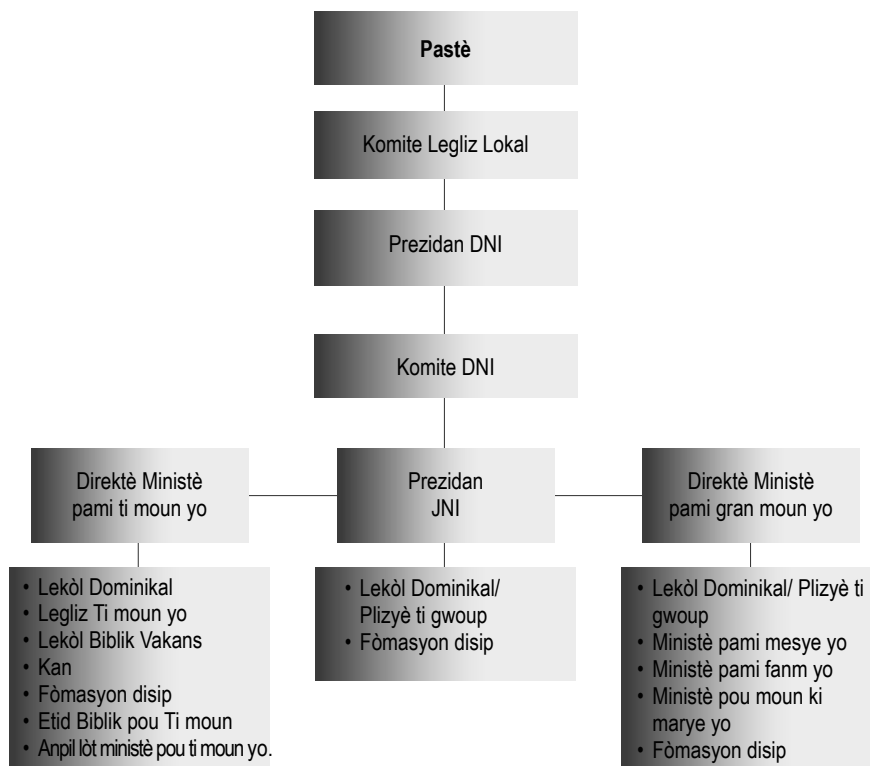 Pastè
Komite Legliz Lokal
Prezidan DNI
Komite DNI
Direktè Ministè
pami ti moun yo
Prezidan
JNI
Direktè Ministè
pami gran moun yo
• Lekòl Dominikal
• Legliz Ti moun yo
• Lekòl Biblik Vakans
• Kan
• Fòmasyon disip
• Etid Biblik pou Ti moun
• Anpil lòt ministè pou ti moun yo.
• Lekòl Dominikal/
Plizyè ti gwoup
• Fòmasyon disip
• Lekòl Dominikal/ Plizyè ti
gwoup
• Ministè pami mesye yo
• Ministè pami fanm yo
• Ministè pou moun ki
marye yo
• Fòmasyon disip